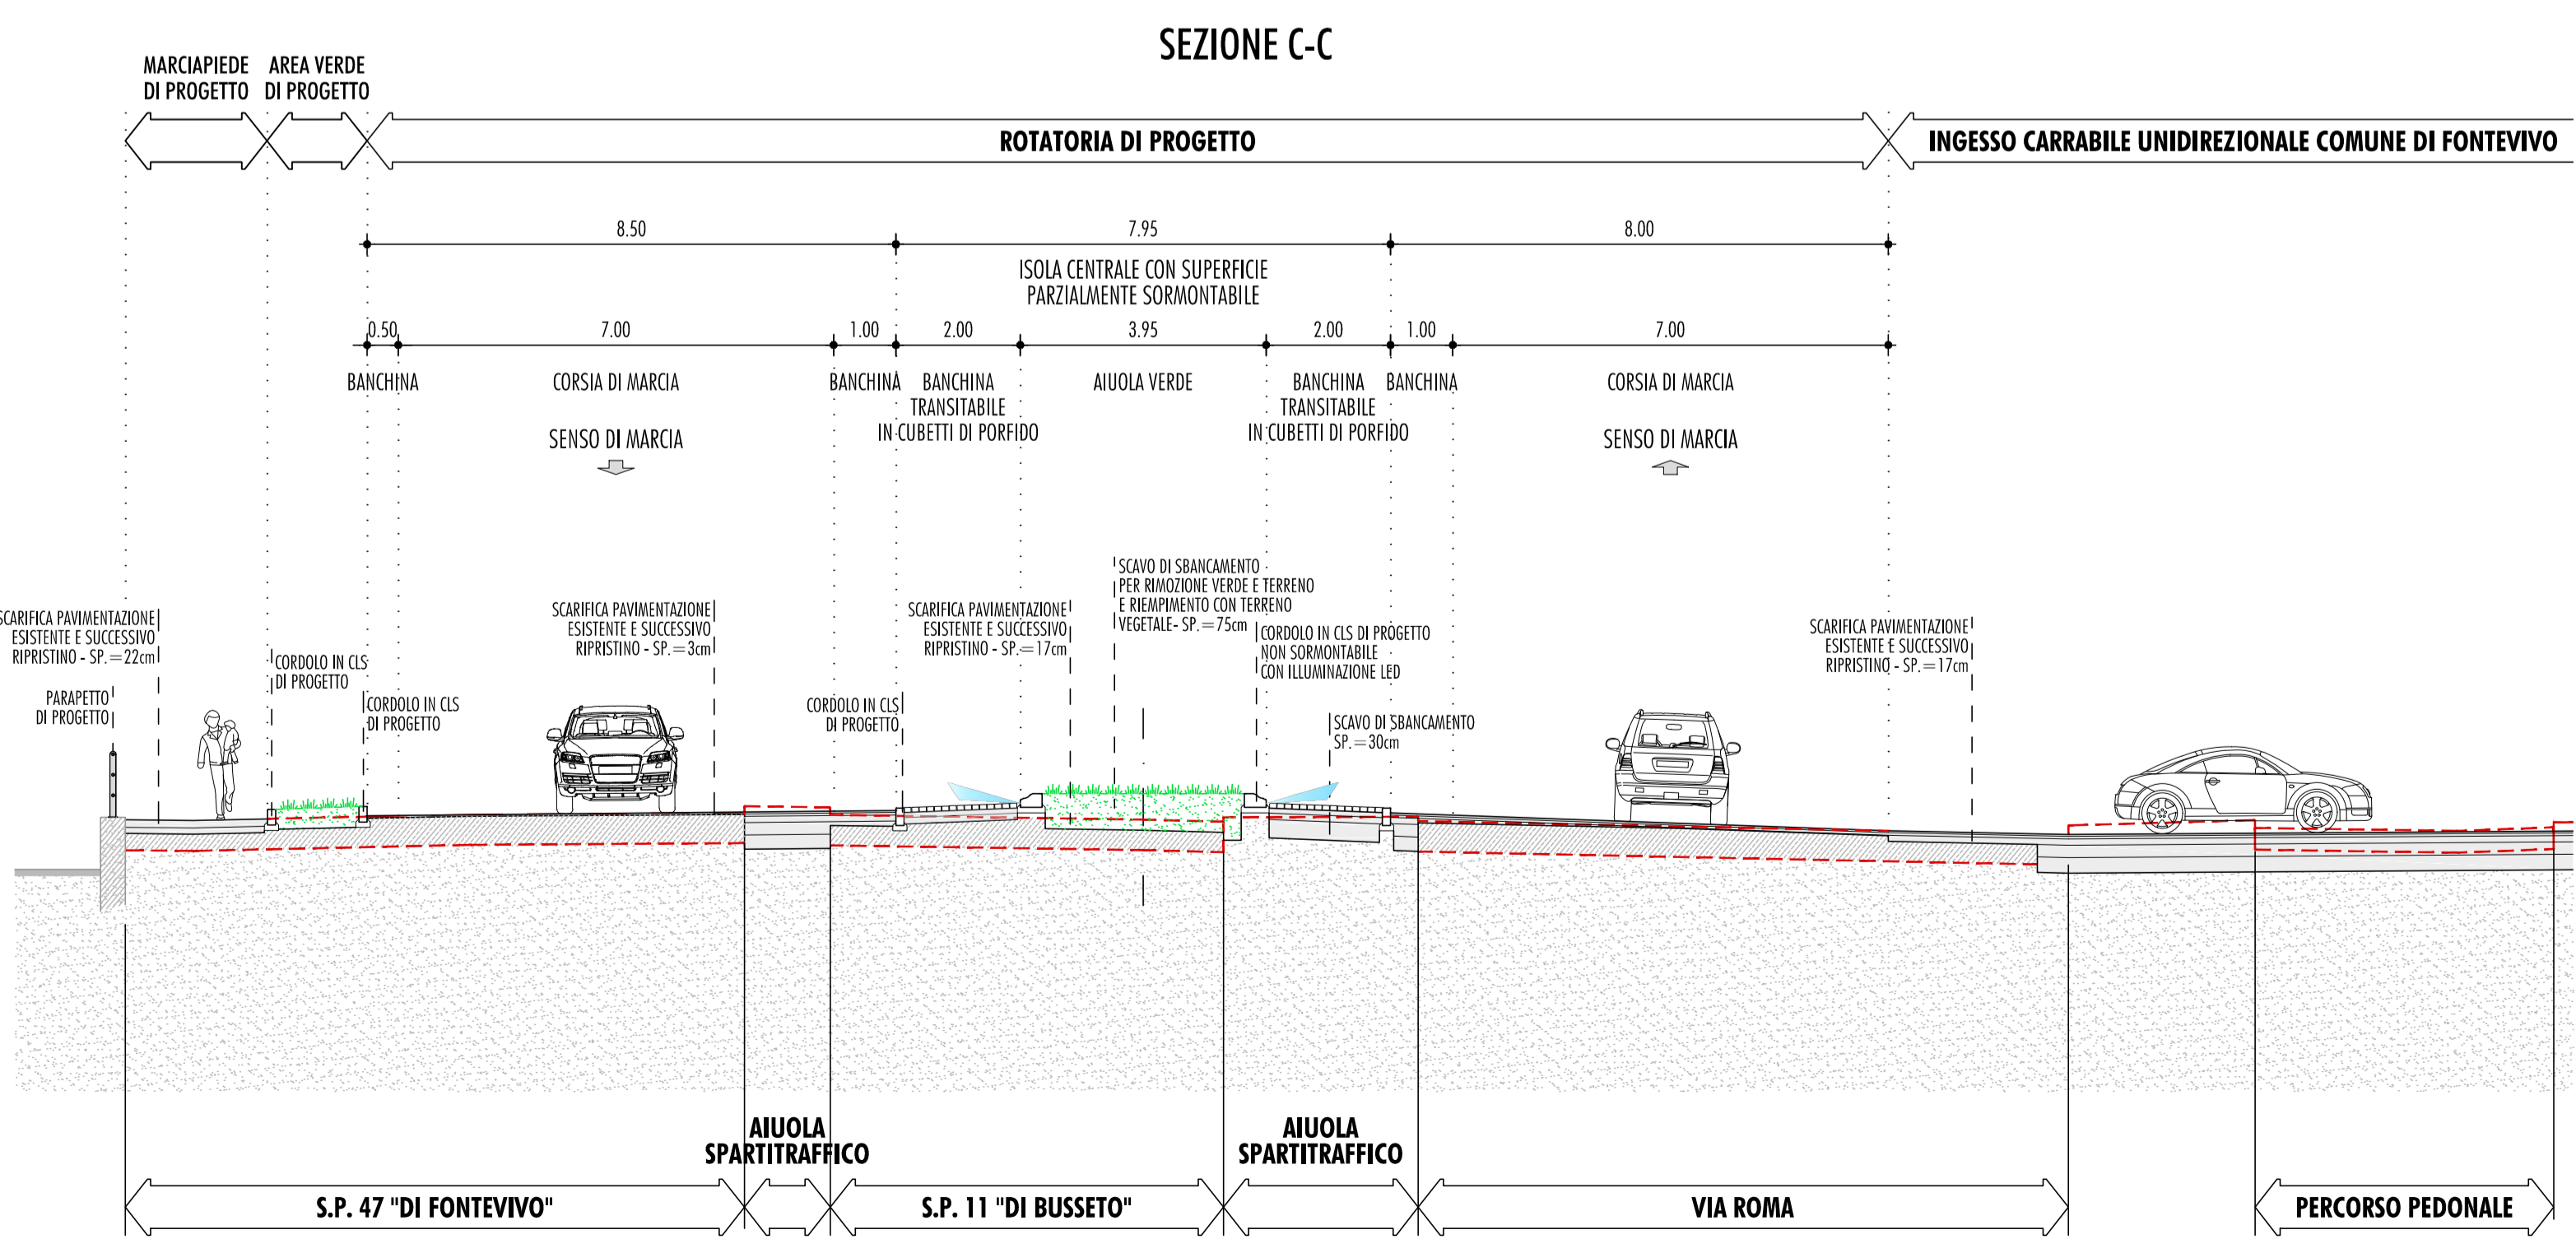 SEZIONE C-C
MARCIAPIEDE
DI PROGETTO
AREA VERDE
DI PROGETTO
ROTATORIA DI PROGETTO
INGESSO CARRABILE UNIDIREZIONALE COMUNE DI FONTEVIVO
8.50
7.95
8.00
ISOLA CENTRALE CON SUPERFICIE
PARZIALMENTE SORMONTABILE
0.50
7.00
1.00
2.00
3.95
2.00
1.00
7.00
BANCHINA
CORSIA DI MARCIA
BANCHINA
BANCHINA
TRANSITABILE
IN CUBETTI DI PORFIDO
AIUOLA VERDE
BANCHINA
TRANSITABILE
IN CUBETTI DI PORFIDO
BANCHINA
CORSIA DI MARCIA
SENSO DI MARCIA
SENSO DI MARCIA
SCARIFICA PAVIMENTAZIONE
ESISTENTE E SUCCESSIVO
RIPRISTINO - SP.=22cm
PARAPETTO
DI PROGETTO
CORDOLO IN CLS
DI PROGETTO
CORDOLO IN CLS
DI PROGETTO
SCARIFICA PAVIMENTAZIONE
ESISTENTE E SUCCESSIVO
RIPRISTINO - SP.=3cm
CORDOLO IN CLS
DI PROGETTO
SCARIFICA PAVIMENTAZIONE
ESISTENTE E SUCCESSIVO
RIPRISTINO - SP.=17cm
SCAVO DI SBANCAMENTO
PER RIMOZIONE VERDE E TERRENO
E RIEMPIMENTO CON TERRENO
VEGETALE- SP.=75cm
CORDOLO IN CLS DI PROGETTO
NON SORMONTABILE
CON ILLUMINAZIONE LED
SCAVO DI SBANCAMENTO
SP.=30cm
SCARIFICA PAVIMENTAZIONE
ESISTENTE E SUCCESSIVO
RIPRISTINO - SP.=17cm
AIUOLA
SPARTITRAFFICO
AIUOLA
SPARTITRAFFICO
S.P. 47 "DI FONTEVIVO"
S.P. 11 "DI BUSSETO"
VIA ROMA
PERCORSO PEDONALE